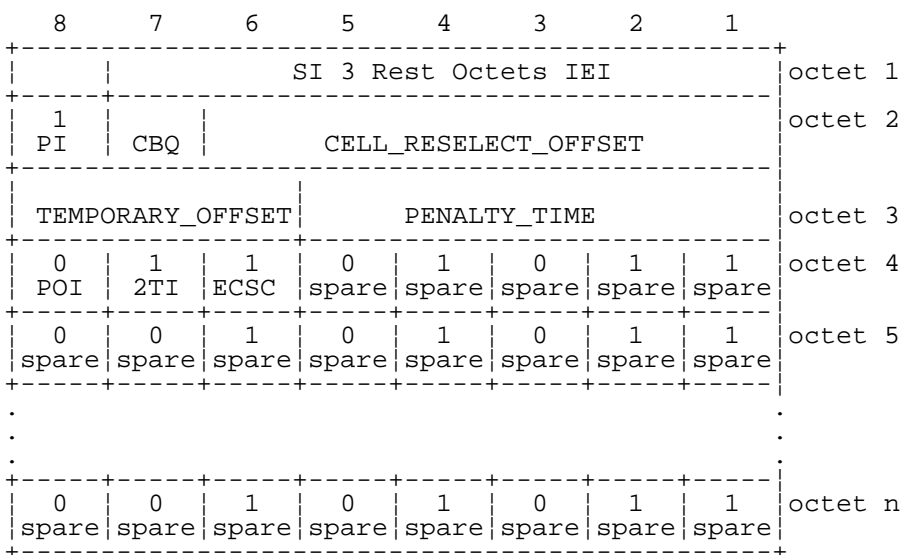 8 7 6 5 4 3 2 1
SI 3 Rest Octets IEI octet 1
1 octet 2
PI CBQ CELL_RESELECT_OFFSET
TEMPORARY_OFFSET PENALTY_TIME octet 3
0 1 1 0 1 0 1 1 octet 4
POI 2TI ECSC spare spare spare spare spare
0 0 1 0 1 0 1 1 octet 5
spare spare spare spare spare spare spare spare
. .
. .
. .
0 0 1 0 1 0 1 1 octet n
spare spare spare spare spare spare spare spare